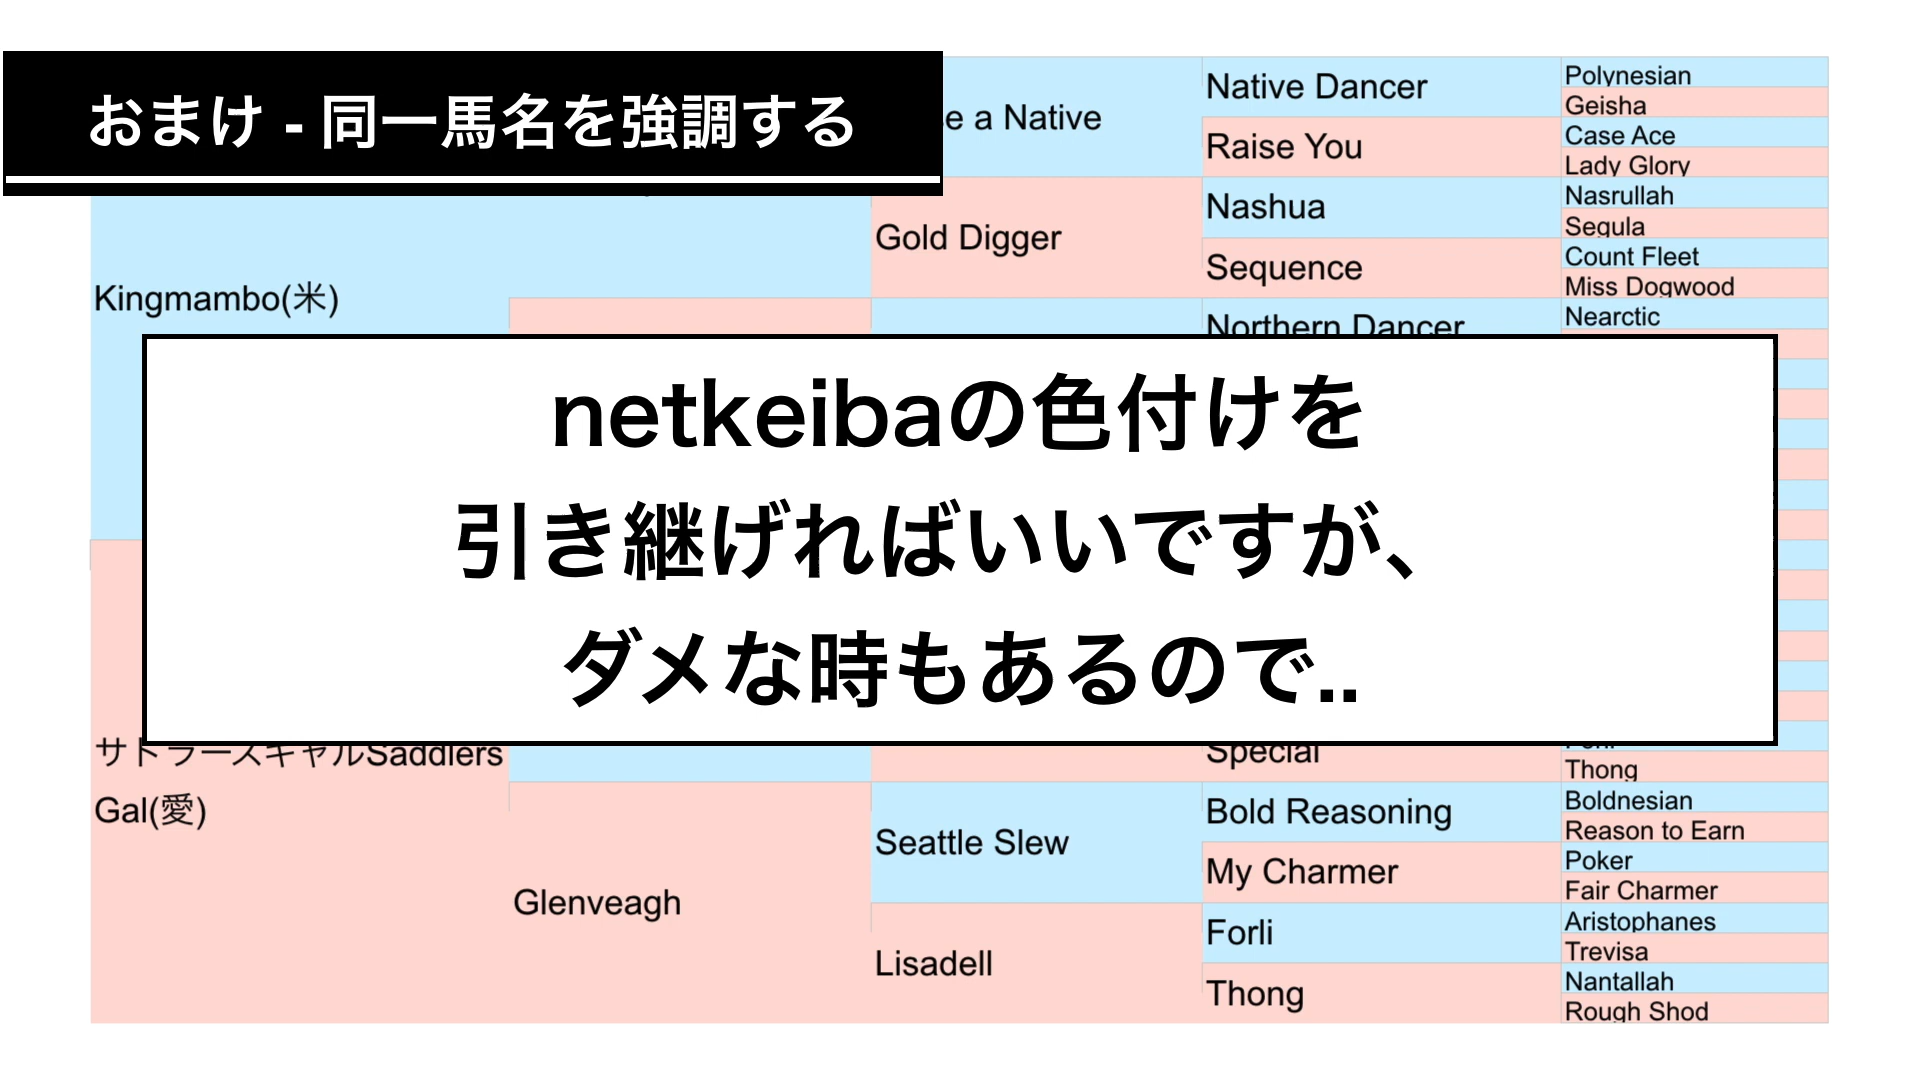 おまけ - 同一馬名を強調する
e a Native
Native Dancer
Raise You
Polynesian
Geisha
Case Ace
Lady Glory
Gold Digger
Nashua
Sequence
Nasrullah
Segula
Count Fleet
Miss Dogwood
Kingmambo(米)
Northern Dancer
Nearctic
netkeibaの色付けを
引き継げればいいですが、
ダメな時もあるので..
サドラーズギャルSaddlers
Gal(愛)
Special
Forli
Thong
Glenveagh
Seattle Slew
Bold Reasoning
My Charmer
Boldnesian
Reason to Earn
Poker
Fair Charmer
Lisadell
Forli
Thong
Aristophanes
Trevisa
Nantallah
Rough Shod